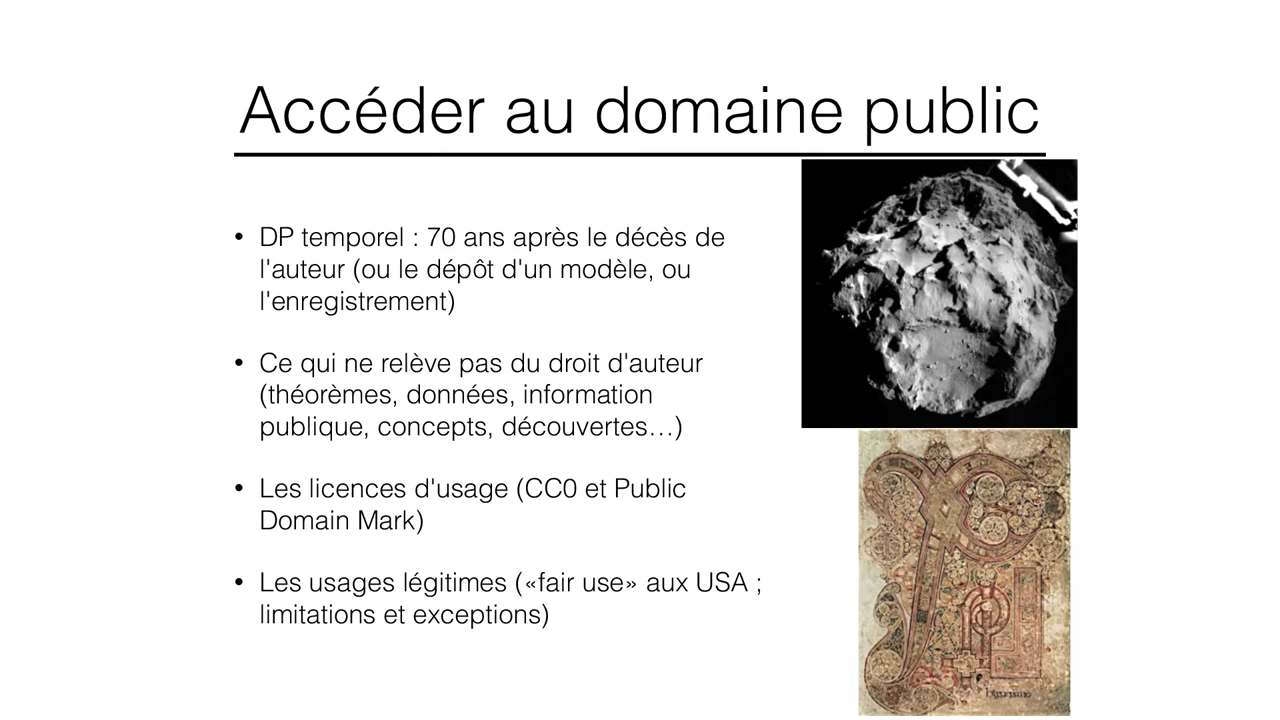 Accéder au domaine public
• DP temporel : 70 ans après le décès de
l'auteur (ou le dépôt d'un modèle, ou
l'enregistrement)
• Ce qui ne relève pas du droit d'auteur
(théorèmes, données, information
publique, concepts, découvertes…)
• Les licences d'usage (CC0 et Public
Domain Mark)
• Les usages légitimes («fair use» aux USA ;
limitations et exceptions)